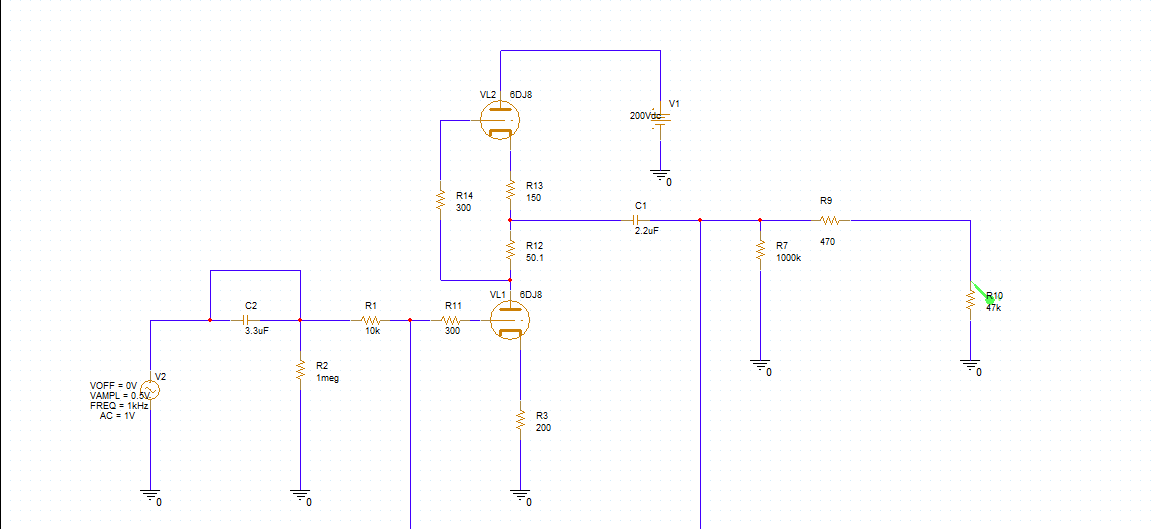 VL2 6DJ8
V1
200Vdc
0
R13
150
R14
300
R9
470
C1
2.2uF
R12
50.1
R7
1000k
VL1 6DJ8
R10
47k
C2
3.3uF
R1
10k
R11
300
0
0
R2
1meg
V2
VOFF = 0V
VAMPL = 0.5V
FREQ = 1kHz
AC = 1V
R3
200
0
0
0